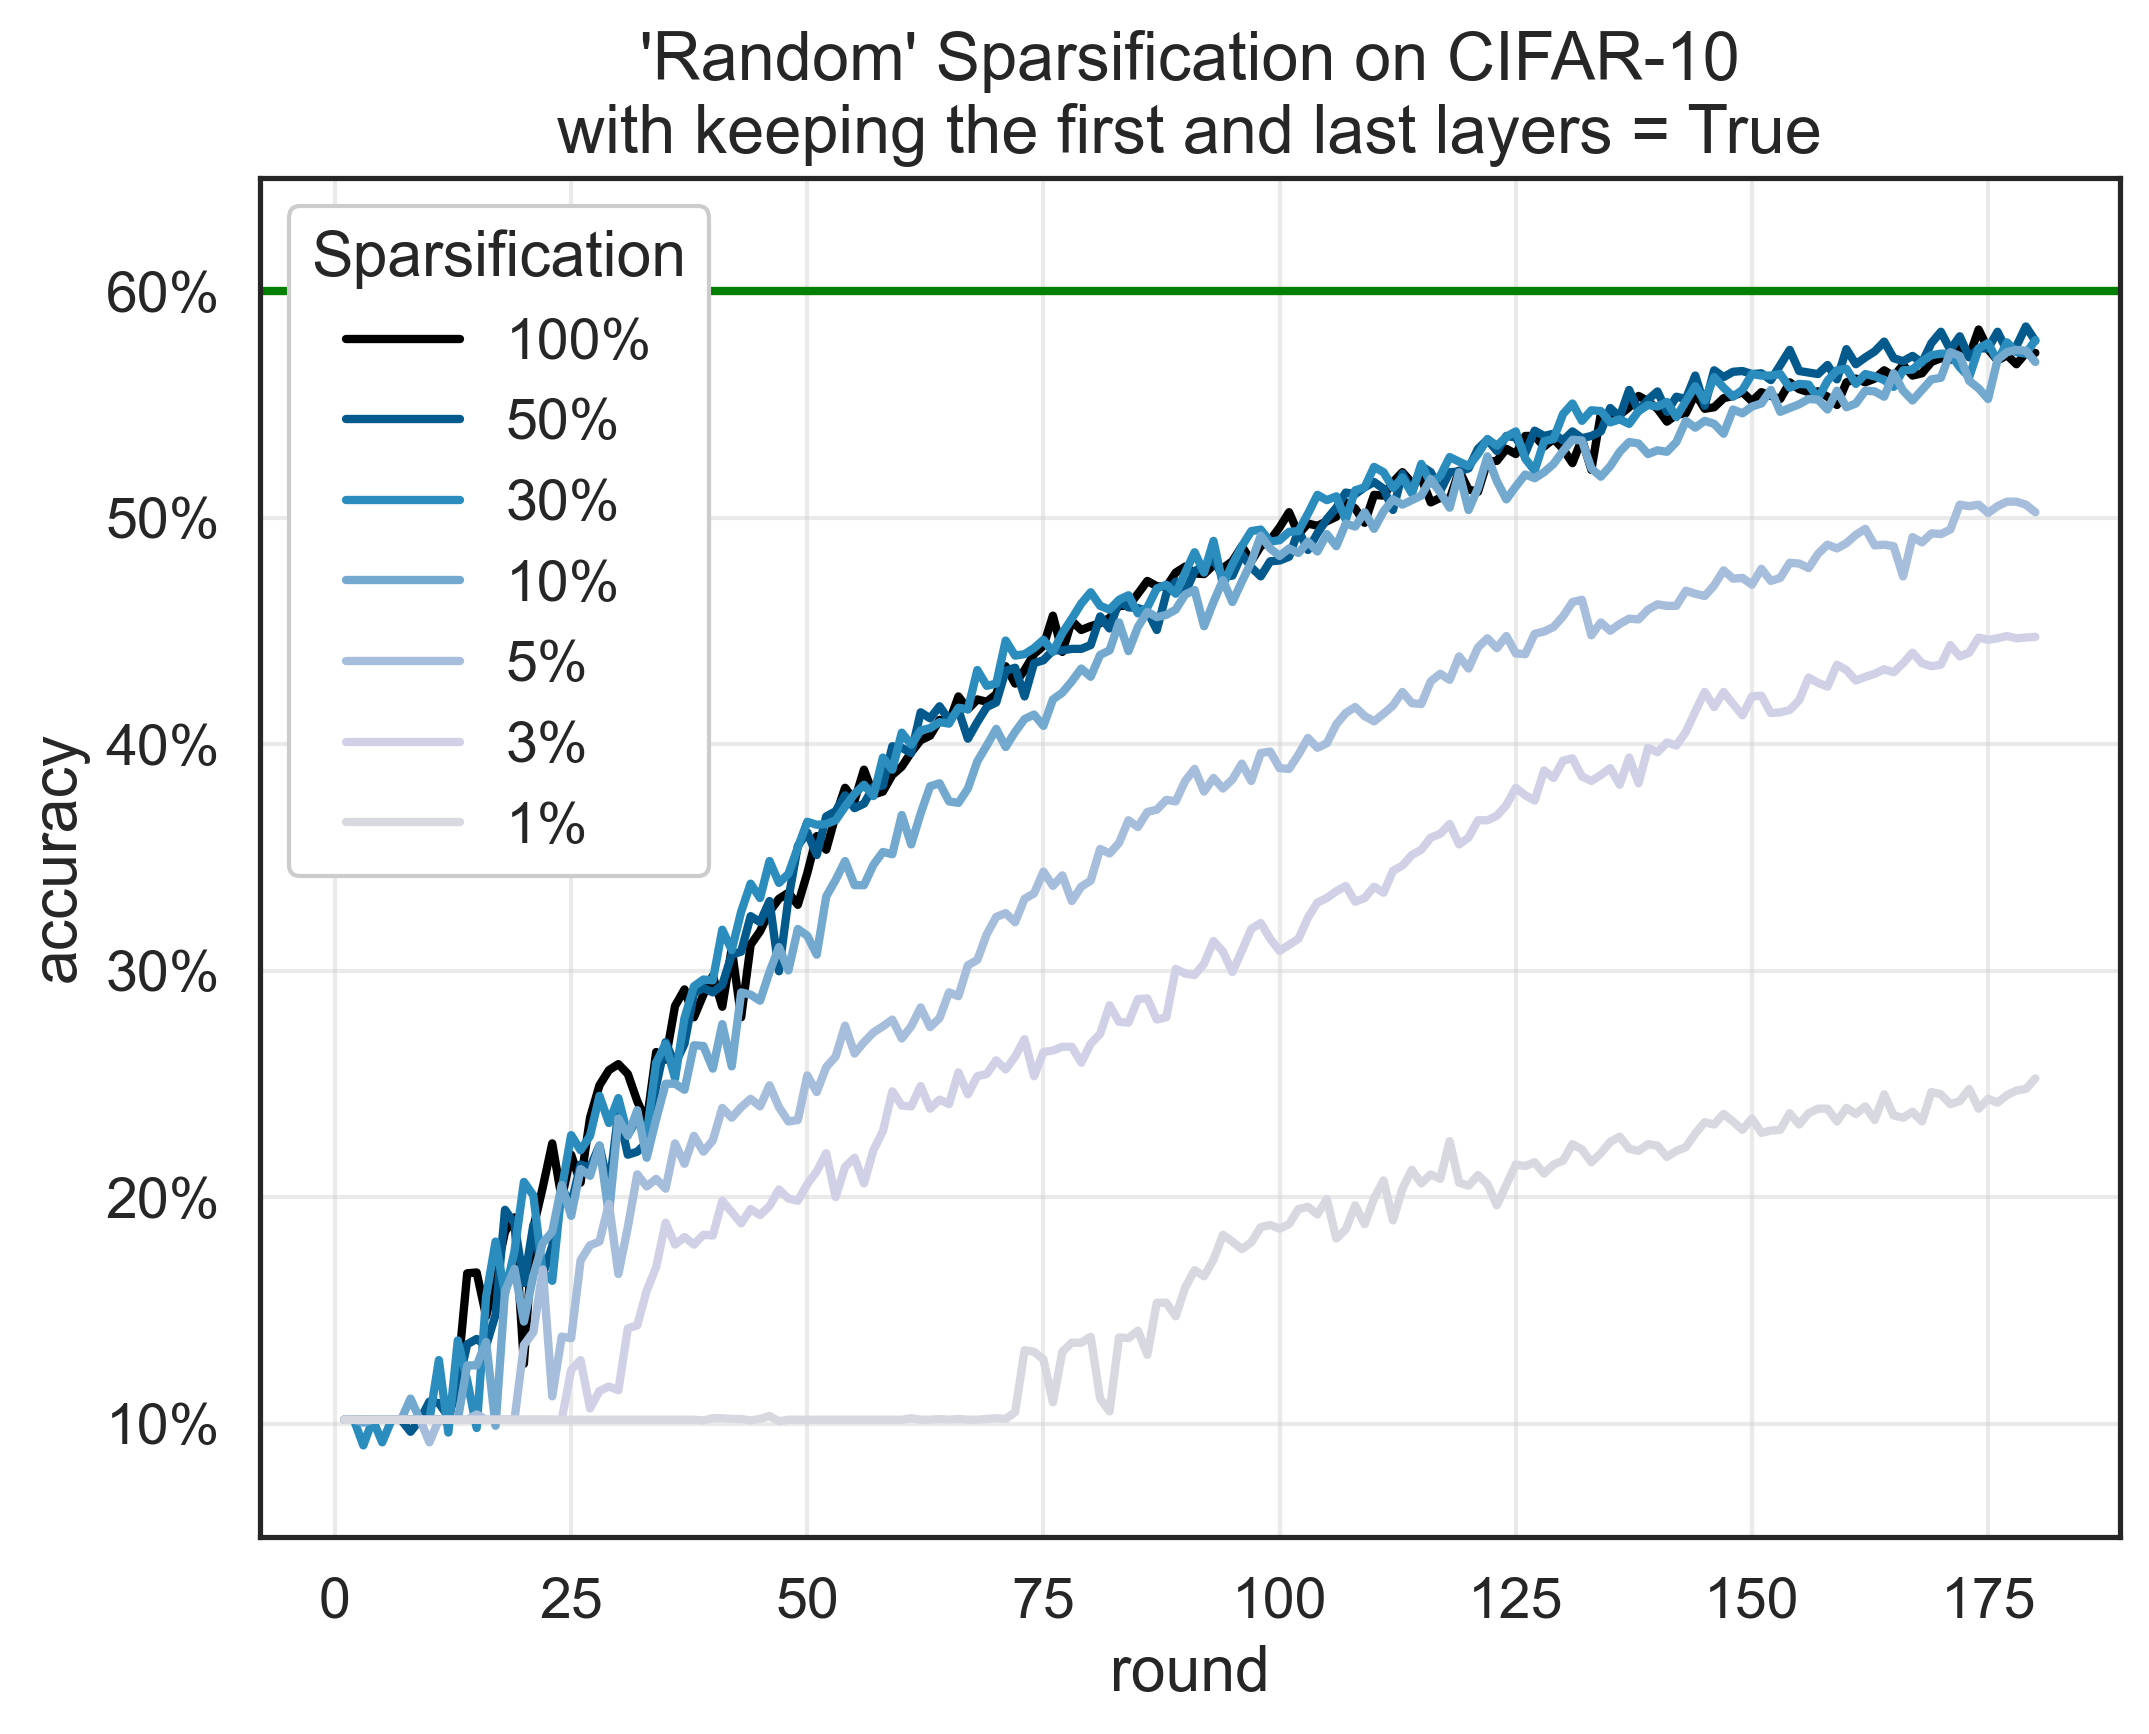 'Random' Sparsification on CIFAR-10
with keeping the first and last layers = True
Sparsification
100%
50%
30%
10%
5%
3%
1%
60%
50%
40%
30%
20%
10%
accuracy
0 25 50 75 100 125 150 175
round